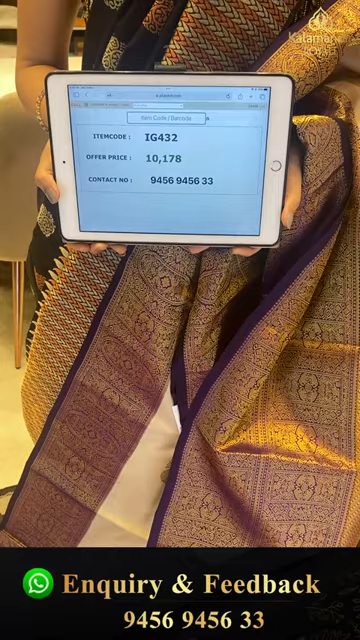 Kalamandir
Item Code / Barcode
ITEMCODE : IG432
OFFER PRICE : 10,178
CONTACT NO : 9456 9456 33
Enquiry & Feedback
9456 9456 33